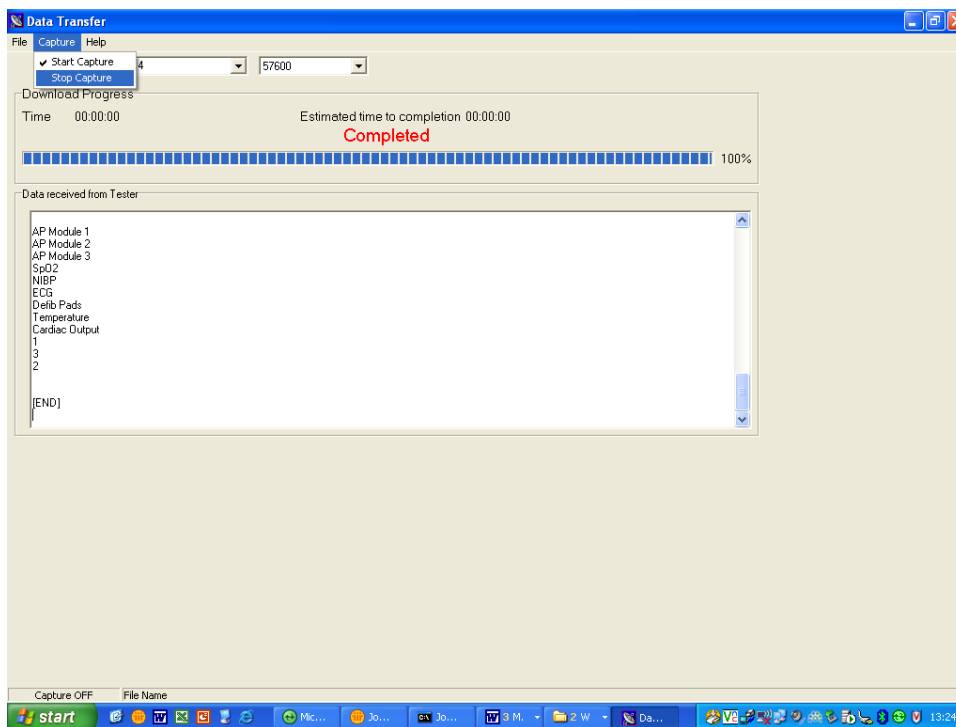 Data Transfer
File Capture Help
Start Capture
Stop Capture
4 57600
Download Progress
Time 00:00:00 Estimated time to completion 00:00:00
Completed
100%
Data received from Tester
AP Module 1
AP Module 2
AP Module 3
SpO2
NIBP
ECG
Defib Pads
Temperature
Cardiac Output
1
3
2
[END]
Capture OFF File Name
start Mic... Jo... Jo... 3 M. 2 W Da... 13:24